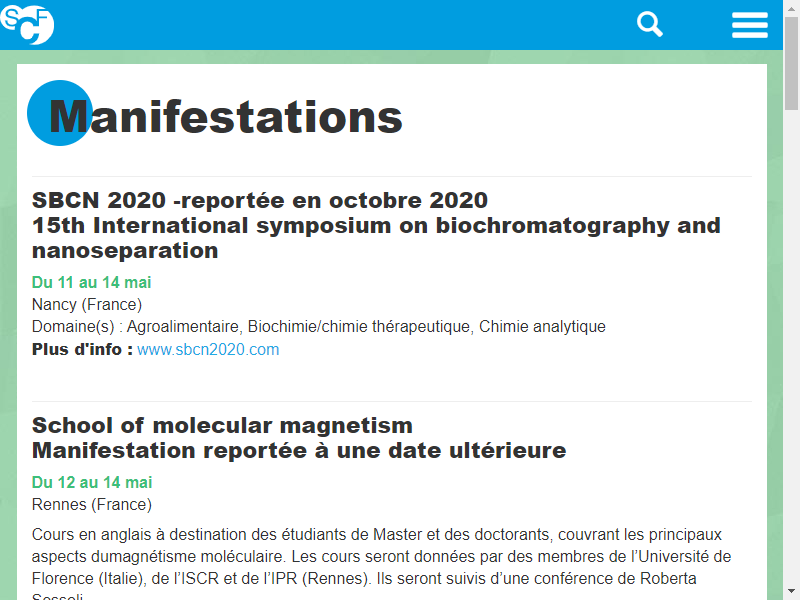 SCF
Manifestations
SBCN 2020 -reportée en octobre 2020
15th International symposium on biochromatography and
nanoseparation
Du 11 au 14 mai
Nancy (France)
Domaine(s) : Agroalimentaire, Biochimie/chimie thérapeutique, Chimie analytique
Plus d'info : www.sbcn2020.com
School of molecular magnetism
Manifestation reportée à une date ultérieure
Du 12 au 14 mai
Rennes (France)
Cours en anglais à destination des étudiants de Master et des doctorants, couvrant les principaux
aspects dumagnétisme moléculaire. Les cours seront données par des membres de l’Université de
Florence (Italie), de l’ISCR et de l’IPR (Rennes). Ils seront suivis d’une conférence de Roberta